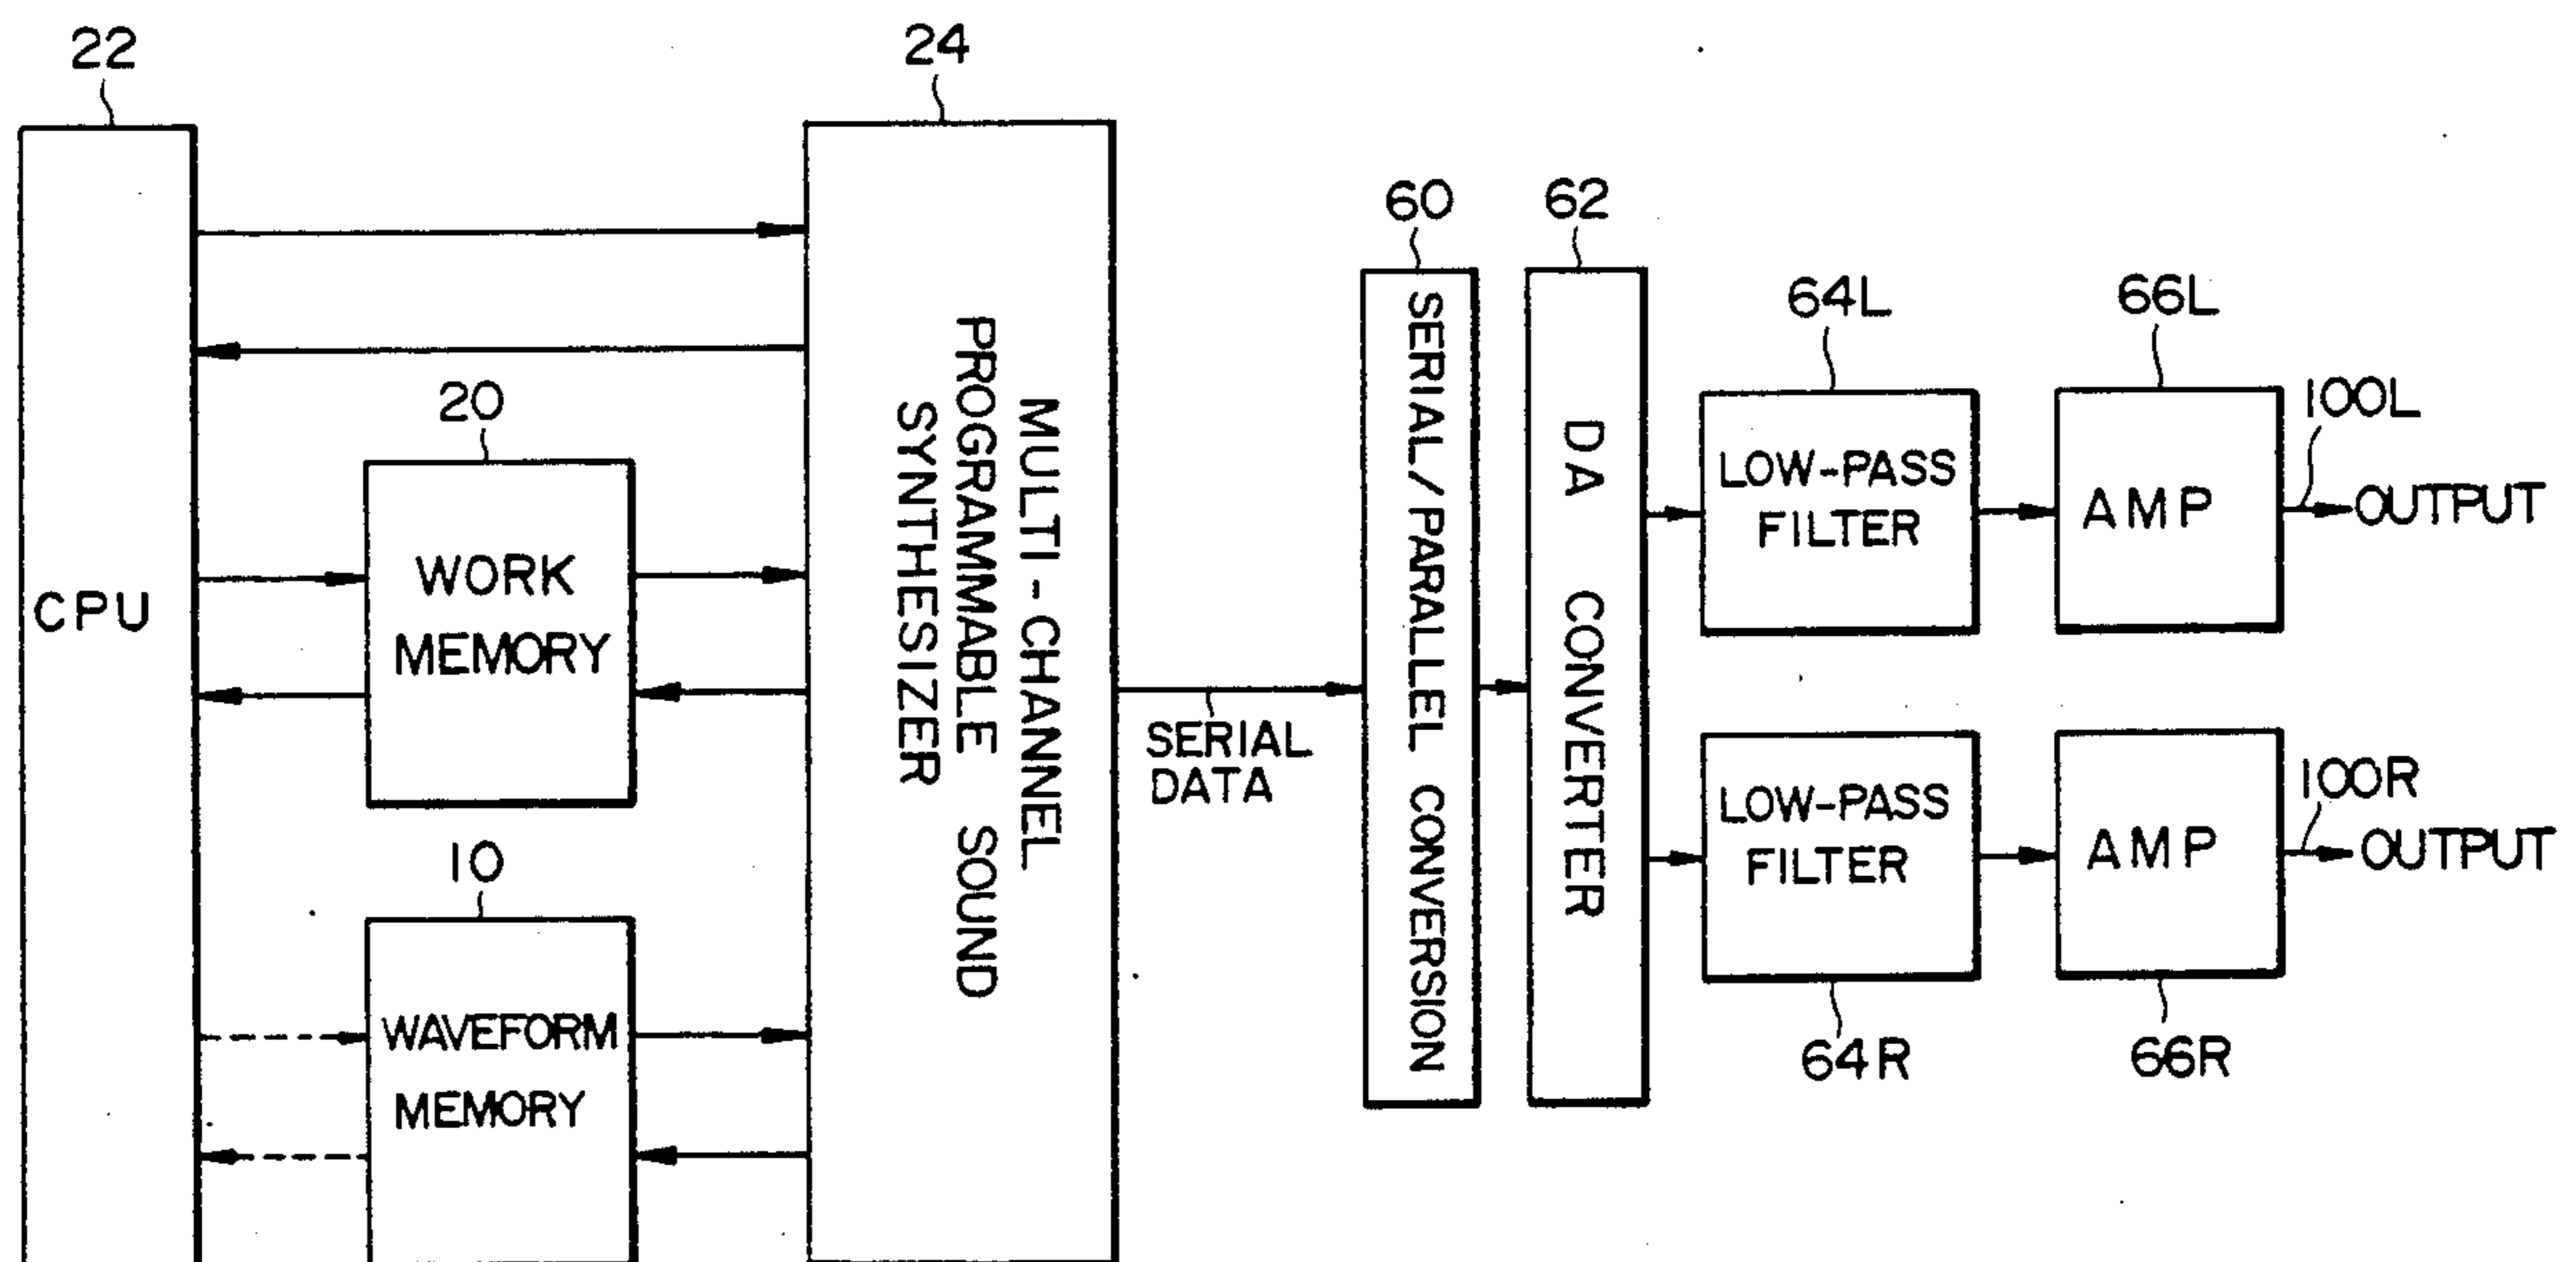 22
24
CPU
20
WORK
MEMORY
10
WAVEFORM
MEMORY
MULTI-CHANNEL
PROGRAMMABLE SOUND
SYNTHESIZER
SERIAL
DATA
60
SERIAL/PARALLEL CONVERSION
62
DA CONVERTER
64L
LOW-PASS
FILTER
66L
AMP
100L
OUTPUT
LOW-PASS
FILTER
64R
AMP
66R
100R
OUTPUT